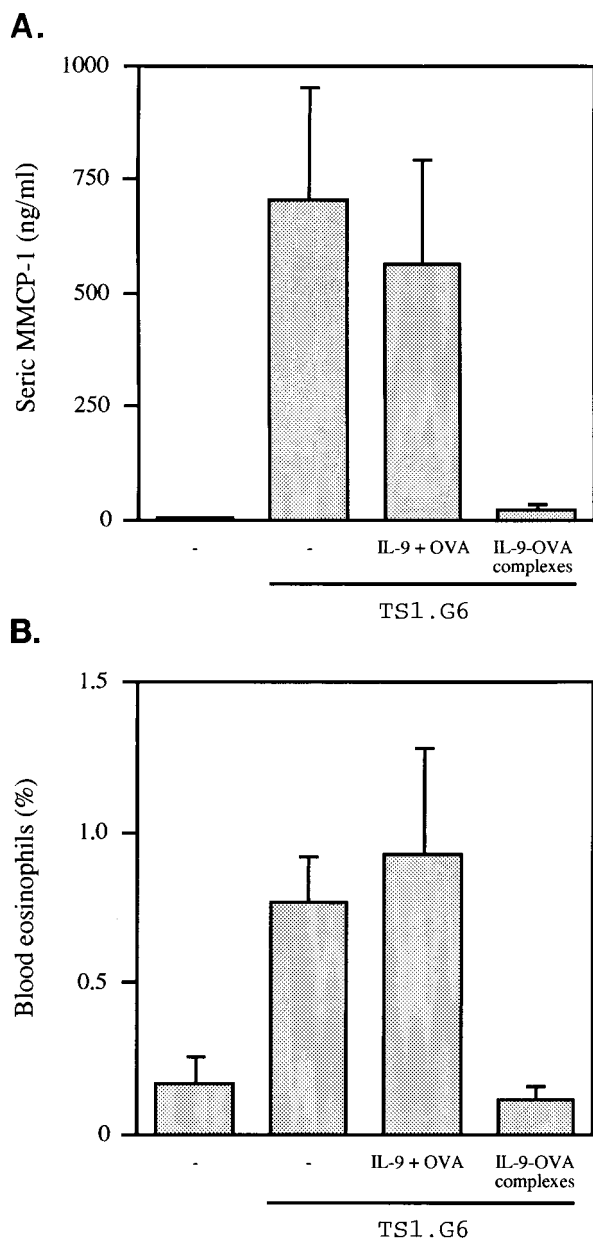 A.
1000
750
500
250
0
Seric MMCP-1 (ng/ml)
- - IL-9 + OVA IL-9-OVA
complexes
TS1.G6
B.
1.5
1.0
0.5
0
Blood eosinophils (%)
- - IL-9 + OVA IL-9-OVA
complexes
TS1.G6